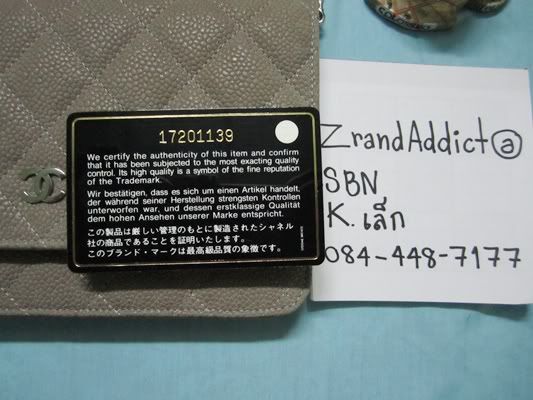 17201139
We certify the authenticity of this item and confirm
that it has been subjected to the most exacting quality
control. Its high quality is a symbol of the fine reputation
of the Trademark.
Wir bestätigen, dass es sich um einen Artikel handelt,
der während seiner Herstellung strengsten Kontrollen
unterworfen war, und dessen erstklassige Qualität
dem hohen Ansehen unserer Marke entspricht.
この製品は厳しい管理のもとに製造されたシャネル
社の商品であることを証明いたします。
このブランド・マークは最高級品質の象徴です。
ZrandAddict @
SBN
K. เล็ก
084-448-7177